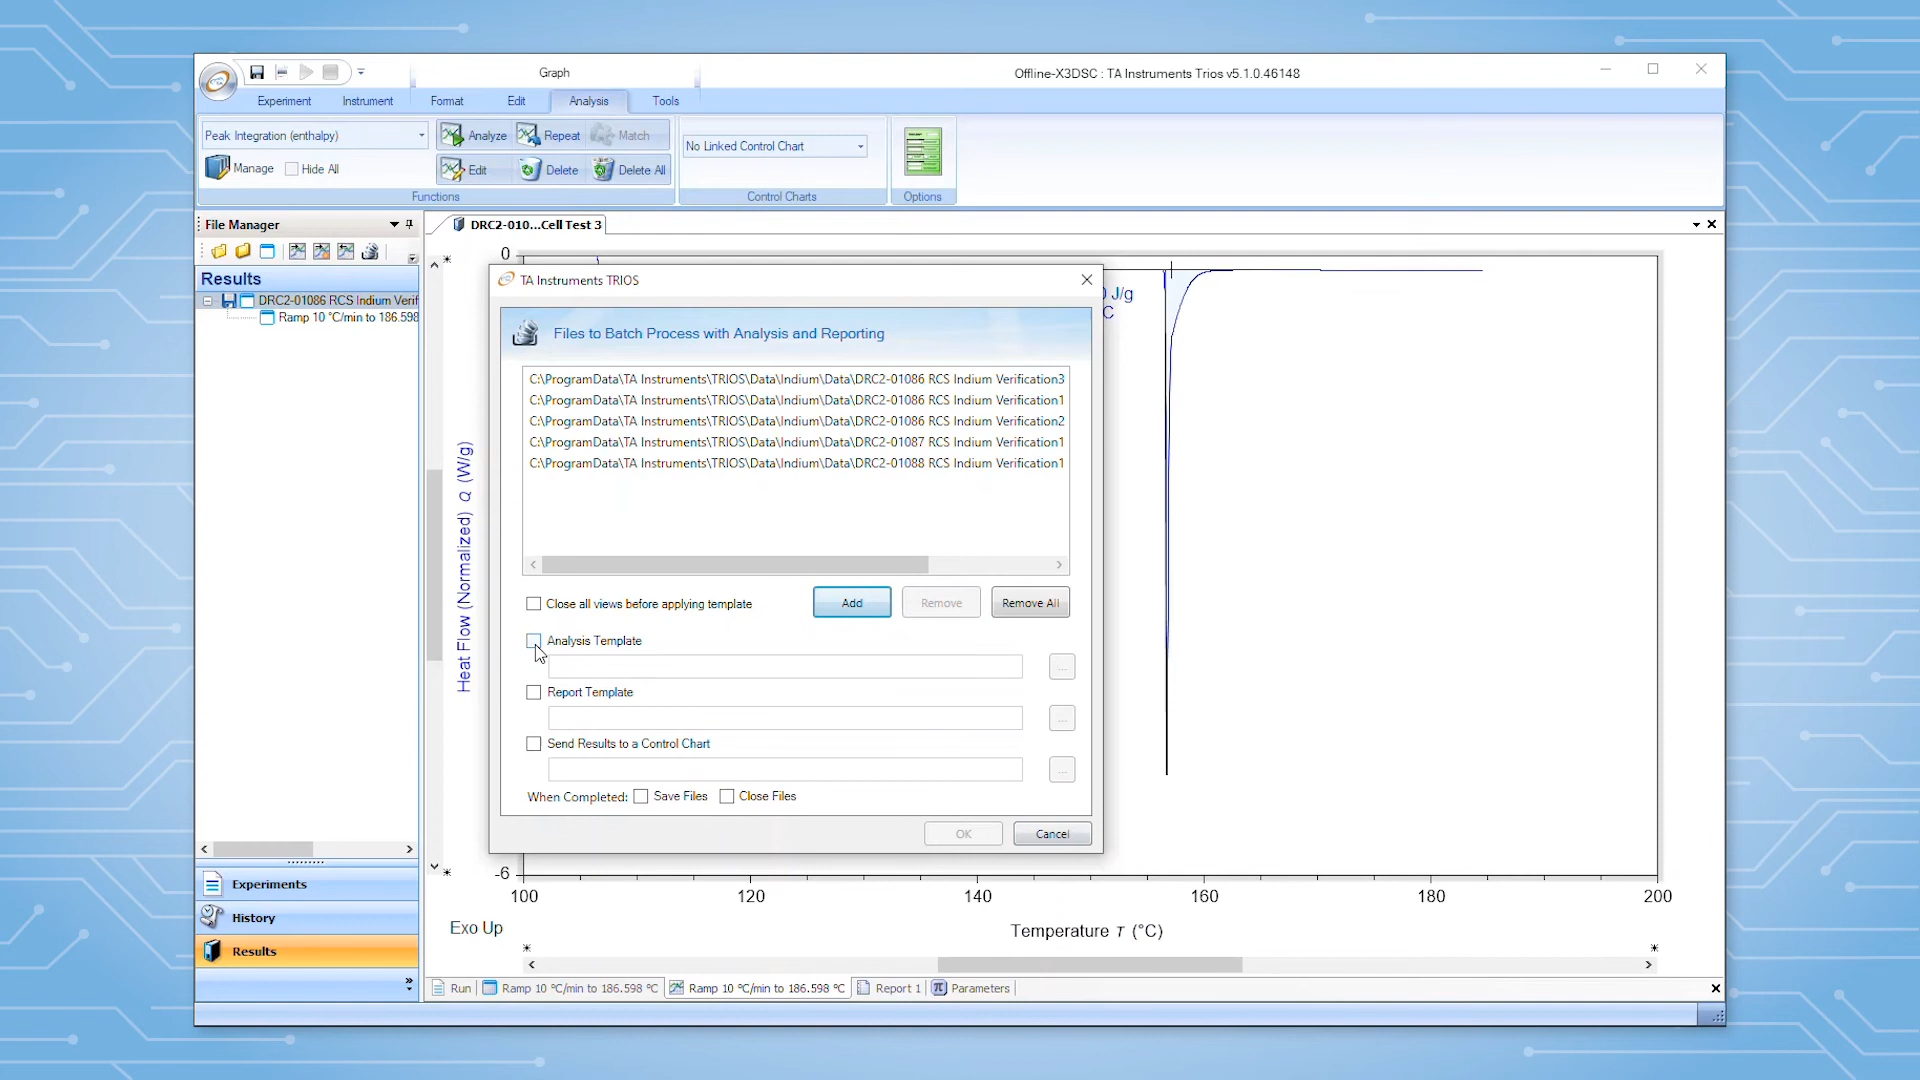 Graph
Offline-X3DSC : TA Instruments Trios v5.1.0.46148
Experiment
Instrument
Format
Edit
Analysis
Tools
Peak Integration (enthalpy)
Analyze
Repeat
Match
No Linked Control Chart
Manage
Hide All
Edit
Delete
Delete All
Functions
Control Charts
Options
File Manager
DRC2-010...Cell Test 3
Results
DRC2-01086 RCS Indium Verif
Ramp 10 °C/min to 186.598
TA Instruments TRIOS
J/g
C
Files to Batch Process with Analysis and Reporting
C:\ProgramData\TA Instruments\TRIOS\Data\Indium\Data\DRC2-01086 RCS Indium Verification3
C:\ProgramData\TA Instruments\TRIOS\Data\Indium\Data\DRC2-01086 RCS Indium Verification1
C:\ProgramData\TA Instruments\TRIOS\Data\Indium\Data\DRC2-01086 RCS Indium Verification2
C:\ProgramData\TA Instruments\TRIOS\Data\Indium\Data\DRC2-01087 RCS Indium Verification1
C:\ProgramData\TA Instruments\TRIOS\Data\Indium\Data\DRC2-01088 RCS Indium Verification1
Close all views before applying template
Add
Remove
Remove All
Analysis Template
...
Report Template
...
Send Results to a Control Chart
...
When Completed:
Save Files
Close Files
OK
Cancel
Heat Flow (Normalized) Q (W/g)
0
-6
100
120
140
160
180
200
Exo Up
Temperature T (°C)
Experiments
History
Results
Run
Ramp 10 °C/min to 186.598 °C
Ramp 10 °C/min to 186.598 °C
Report 1
Parameters